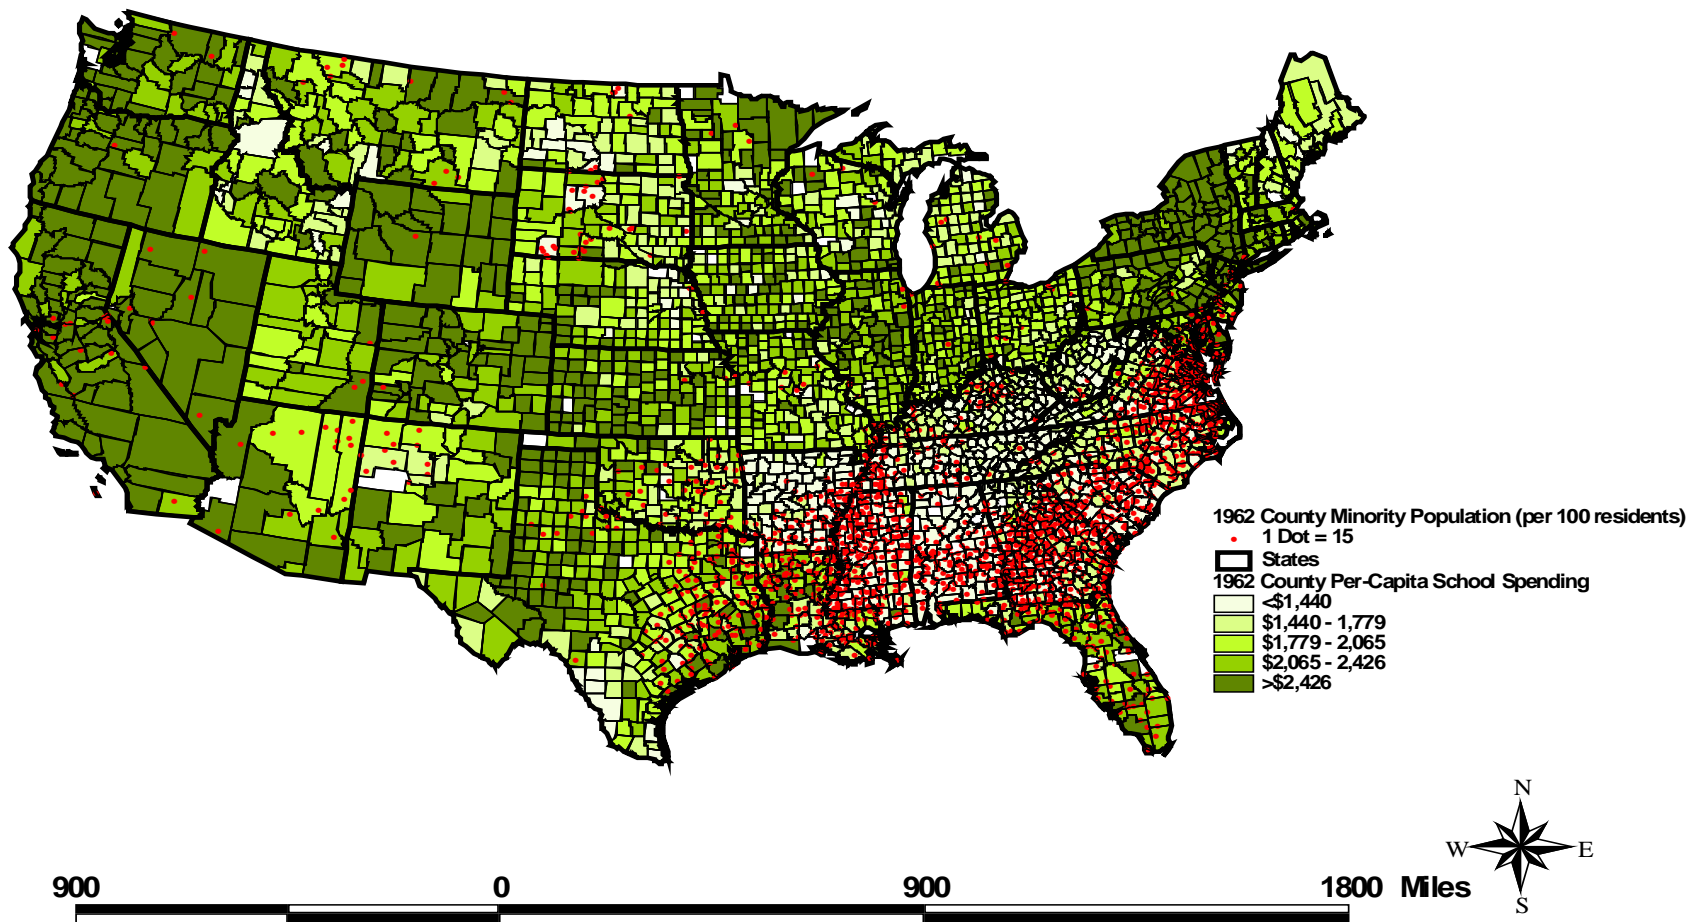 1962 County Minority Population (per 100 residents)
1 Dot = 15
States
1962 County Per-Capita School Spending
<$1,440
$1,440 - 1,779
$1,779 - 2,065
$2,065 - 2,426
>$2,426
N
W E
S
900 0 900 1800 Miles